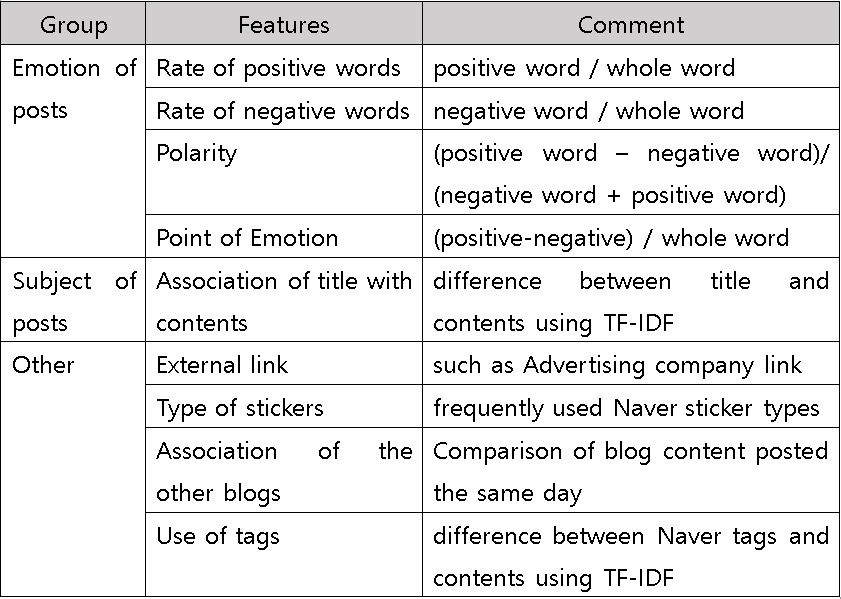 Group Features Comment
Emotion of Rate of positive words positive word / whole word
posts Rate of negative words negative word / whole word
Polarity (positive word – negative word)/
(negative word + positive word)
Point of Emotion (positive-negative) / whole word
Subject of Association of title with difference between title and
posts contents contents using TF-IDF
Other External link such as Advertising company link
Type of stickers frequently used Naver sticker types
Association of the Comparison of blog content posted
other blogs the same day
Use of tags difference between Naver tags and
contents using TF-IDF